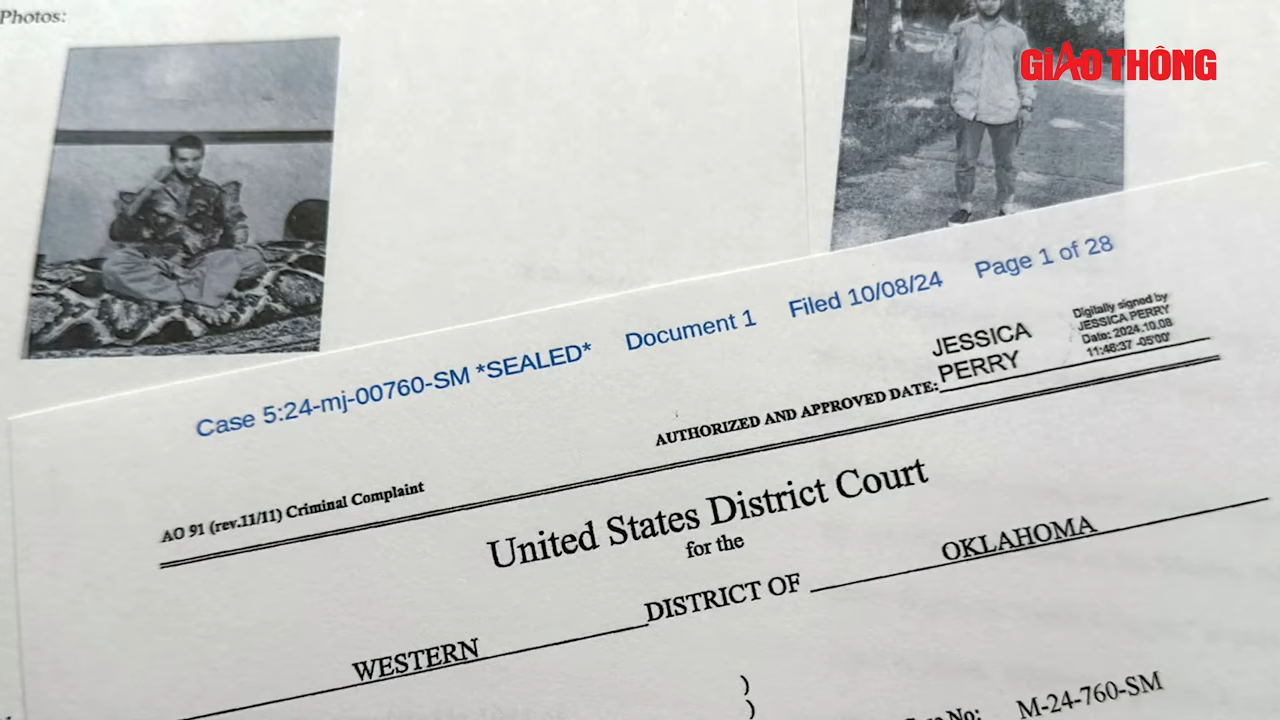 Photos:
GIAO THÔNG
Case 5:24-mj-00760-SM *SEALED* Document 1 Filed 10/08/24 Page 1 of 28
JESSICA
PERRY
Digitally signed by
JESSICA PERRY
Date: 2024.10.08
11:46:37 -05'00'
AUTHORIZED AND APPROVED DATE:
AO 91 (rev.11/11) Criminal Complaint
United States District Court
for the
WESTERN DISTRICT OF OKLAHOMA
)
)
No: M-24-760-SM